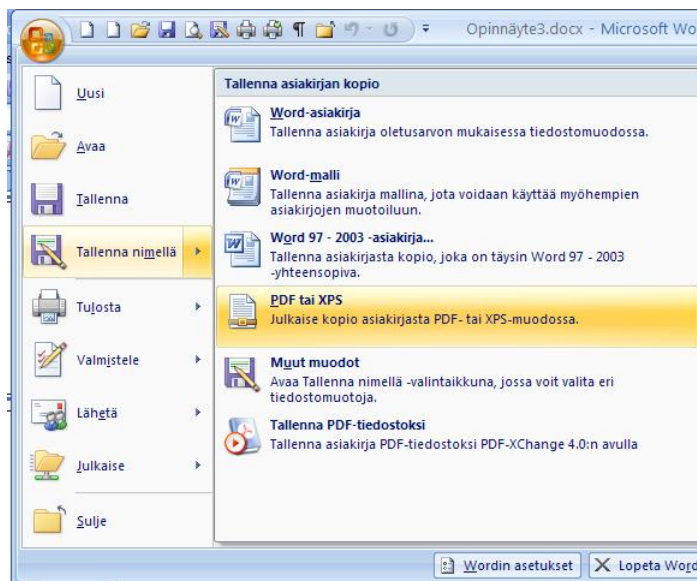 Opinnäyte3.docx - Microsoft Wo
Uusi
Avaa
Tallenna
Tallenna nimellä
Tulosta
Valmistele
Lähetä
Julkaise
Sulje
Tallenna asiakirjan kopio
Word-asiakirja
Tallenna asiakirja oletusarvon mukaisessa tiedostomuodossa.
Word-malli
Tallenna asiakirja mallina, jota voidaan käyttää myöhempien
asiakirjojen muotoiluun.
Word 97 - 2003 -asiakirja...
Tallenna asiakirjasta kopio, joka on täysin Word 97 - 2003
-yhteensopiva.
PDF tai XPS
Julkaise kopio asiakirjasta PDF- tai XPS-muodossa.
Muut muodot
Avaa Tallenna nimellä -valintaikkuna, jossa voit valita eri
tiedostomuotoja.
Tallenna PDF-tiedostoksi
Tallenna asiakirja PDF-tiedostoksi PDF-XChange 4.0:n avulla
Wordin asetukset
Lopeta Word